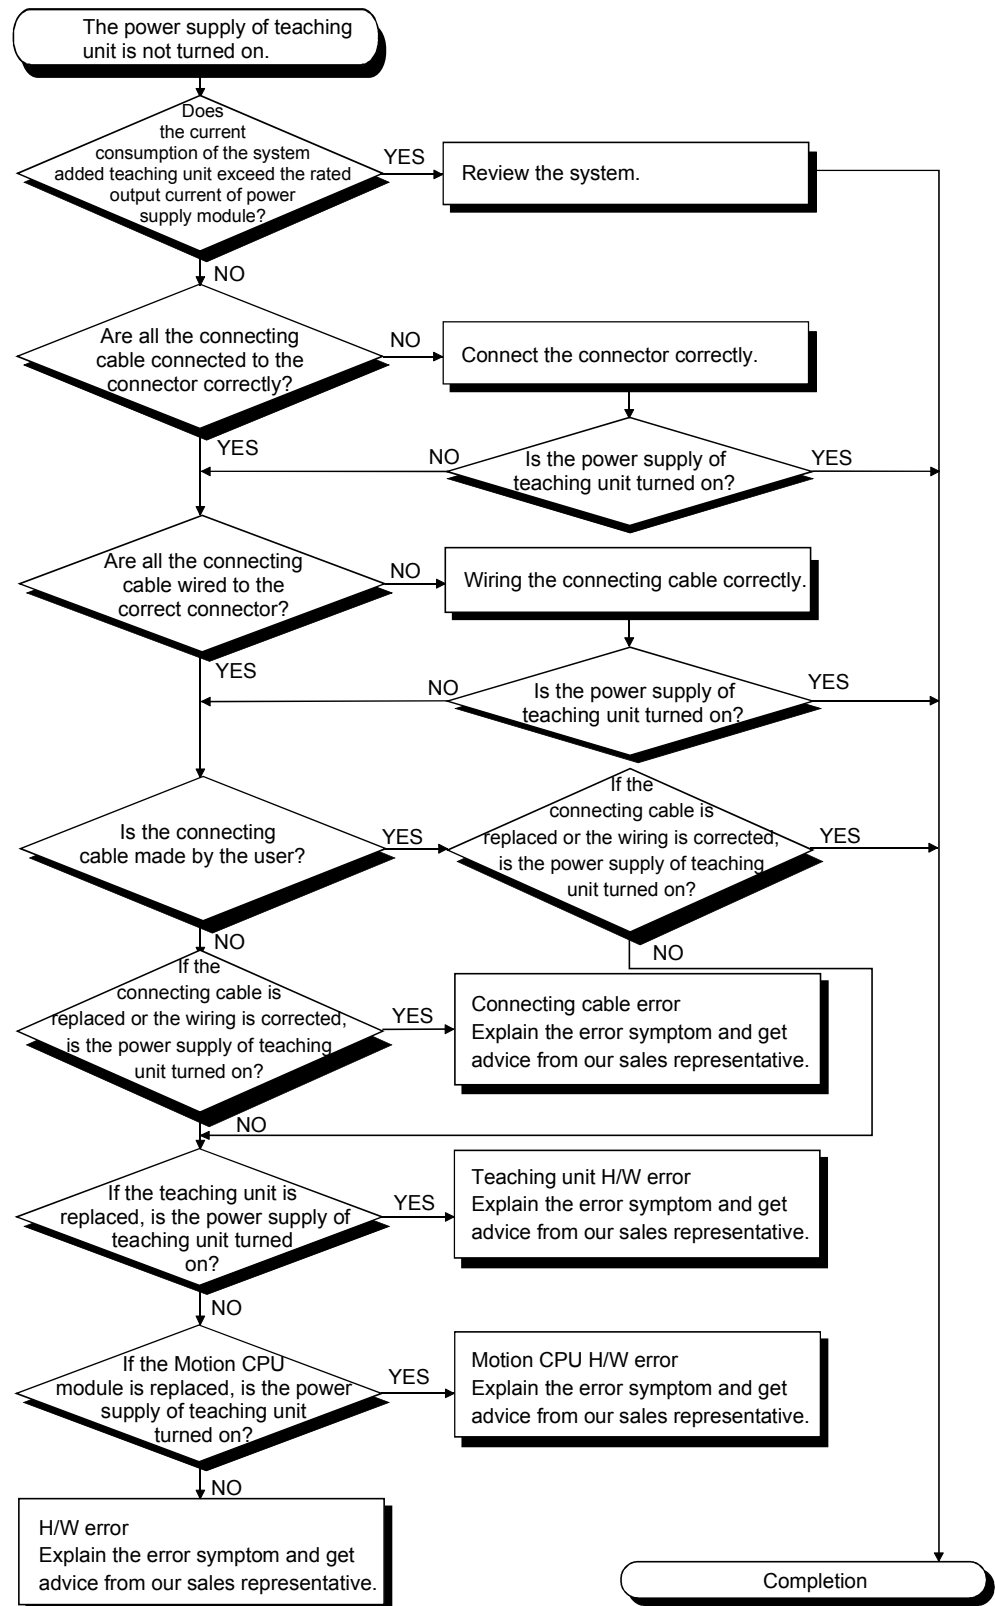 The power supply of teaching
unit is not turned on.
Does
the current
consumption of the system
added teaching unit exceed the rated
output current of power
supply module?
YES
Review the system.
NO
Are all the connecting
cable connected to the
connector correctly?
NO
Connect the connector correctly.
YES
Is the power supply of
teaching unit turned on?
NO
YES
Are all the connecting
cable wired to the
correct connector?
NO
Wiring the connecting cable correctly.
YES
Is the power supply of
teaching unit turned on?
NO
YES
Is the connecting
cable made by the user?
YES
If the
connecting cable is
replaced or the wiring is corrected,
is the power supply of teaching
unit turned on?
YES
NO
NO
If the
connecting cable is
replaced or the wiring is corrected,
is the power supply of teaching
unit turned on?
YES
Connecting cable error
Explain the error symptom and get
advice from our sales representative.
NO
If the teaching unit is
replaced, is the power supply of
teaching unit turned
on?
YES
Teaching unit H/W error
Explain the error symptom and get
advice from our sales representative.
NO
If the Motion CPU
module is replaced, is the power
supply of teaching unit
turned on?
YES
Motion CPU H/W error
Explain the error symptom and get
advice from our sales representative.
NO
H/W error
Explain the error symptom and get
advice from our sales representative.
Completion